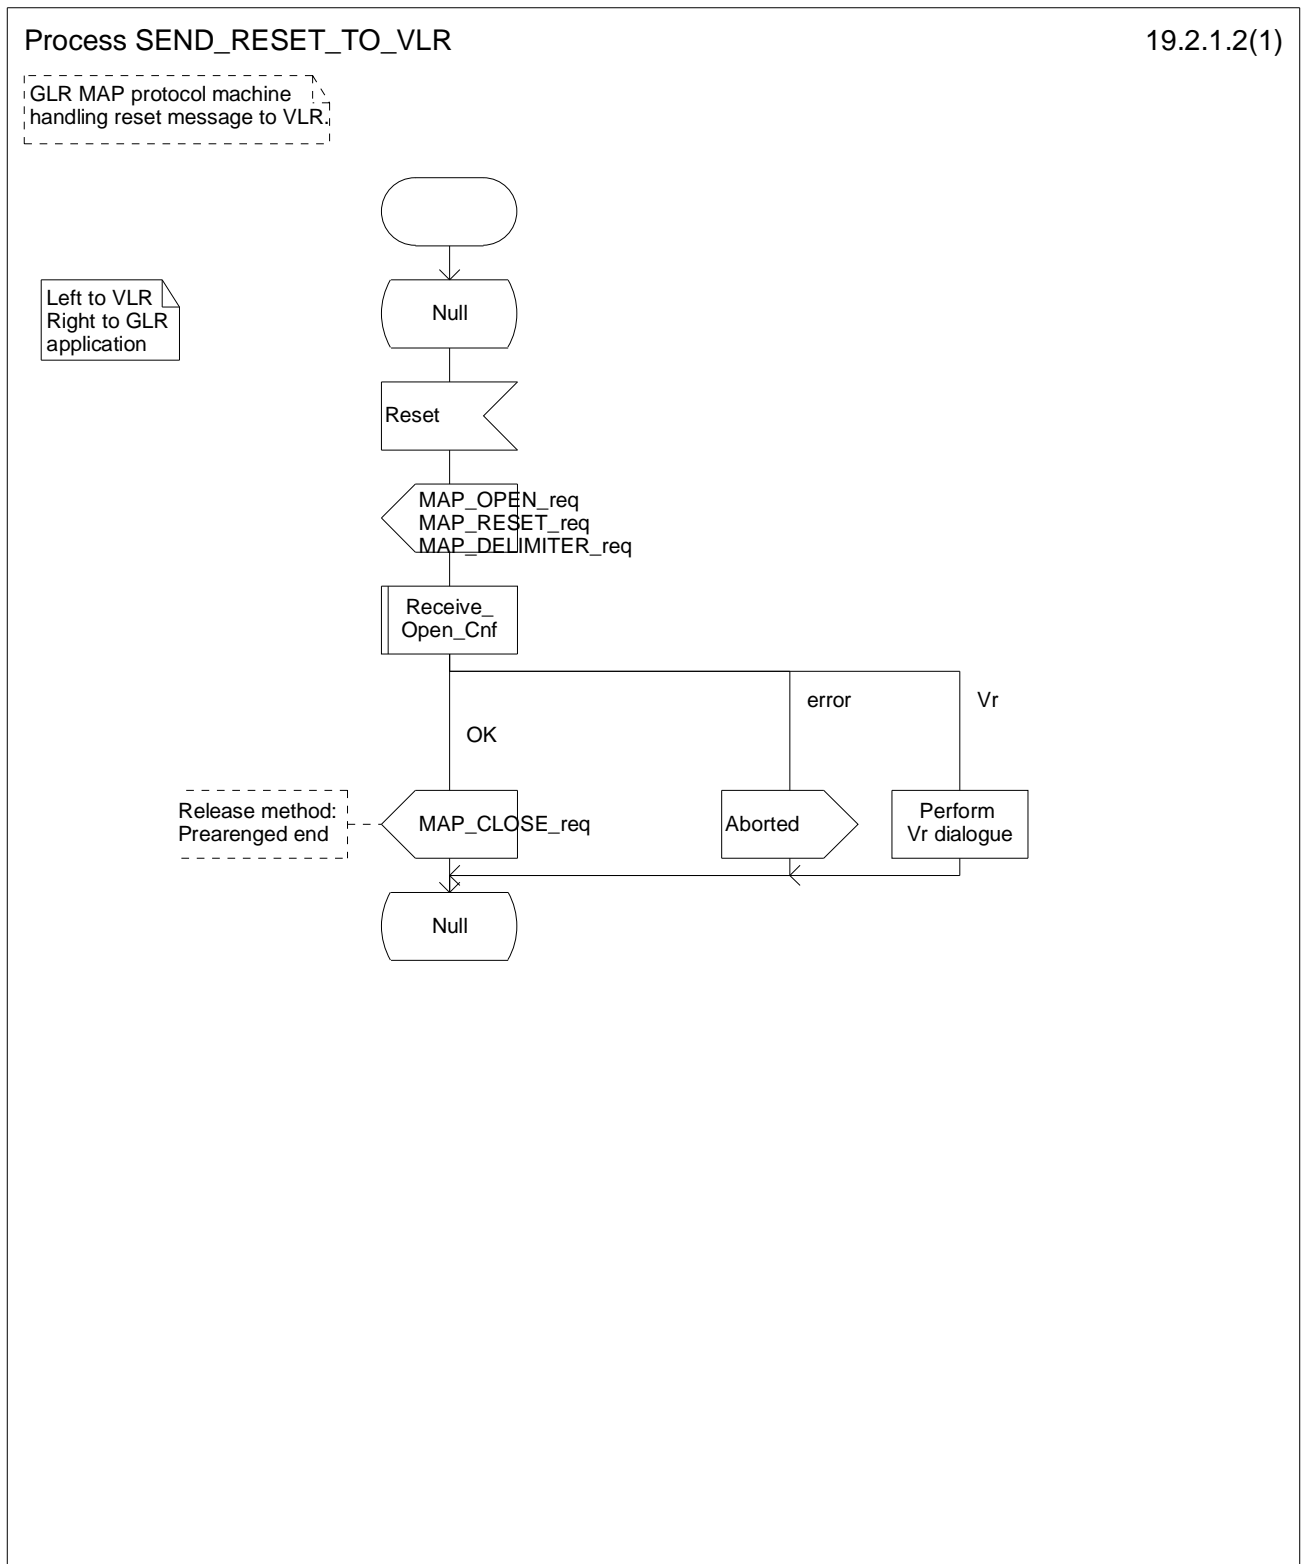 Process SEND_RESET_TO_VLR
19.2.1.2(1)
GLR MAP protocol machine
handling reset message to VLR.
Left to VLR
Right to GLR
application
Null
Reset
MAP_OPEN_req
MAP_RESET_req
MAP_DELIMITER_req
Receive_
Open_Cnf
error
Vr
OK
Release method:
Prearenged end
MAP_CLOSE_req
Aborted
Perform
Vr dialogue
Null